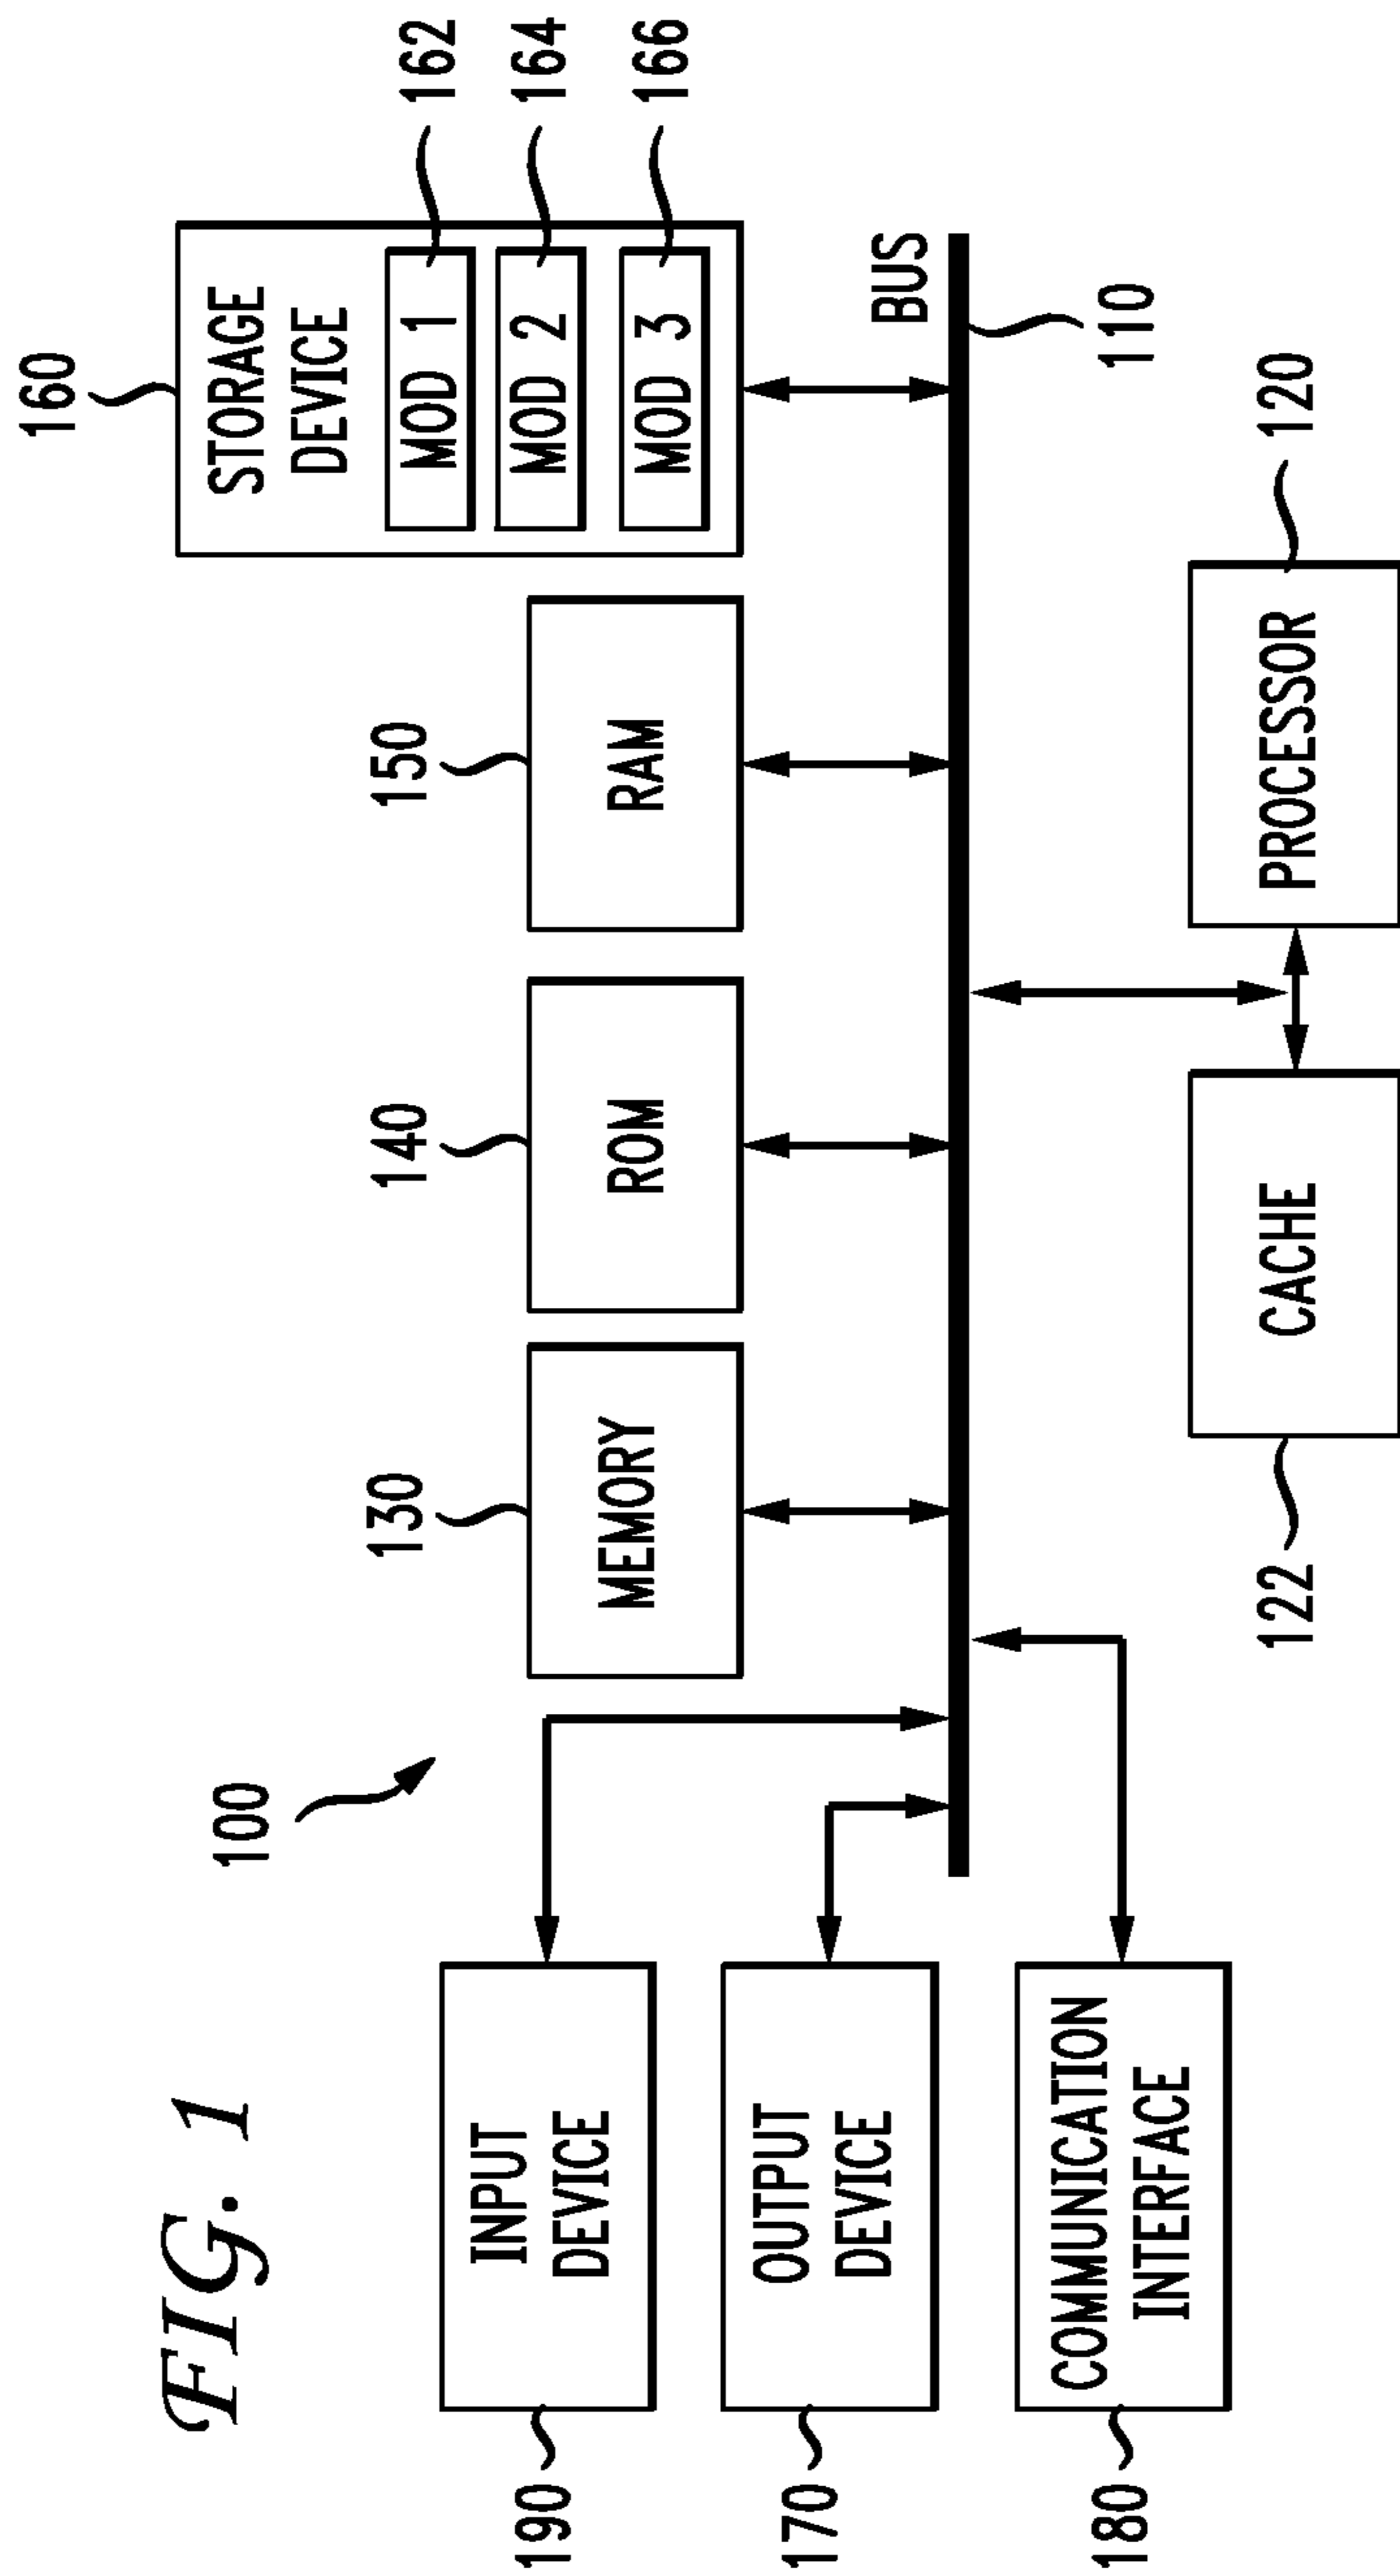 FIG. 1
100
160
STORAGE
DEVICE
MOD 1
162
MOD 2
164
MOD 3
166
130
MEMORY
140
ROM
150
RAM
190
INPUT
DEVICE
170
OUTPUT
DEVICE
180
COMMUNICATION
INTERFACE
BUS
110
122
CACHE
PROCESSOR
120